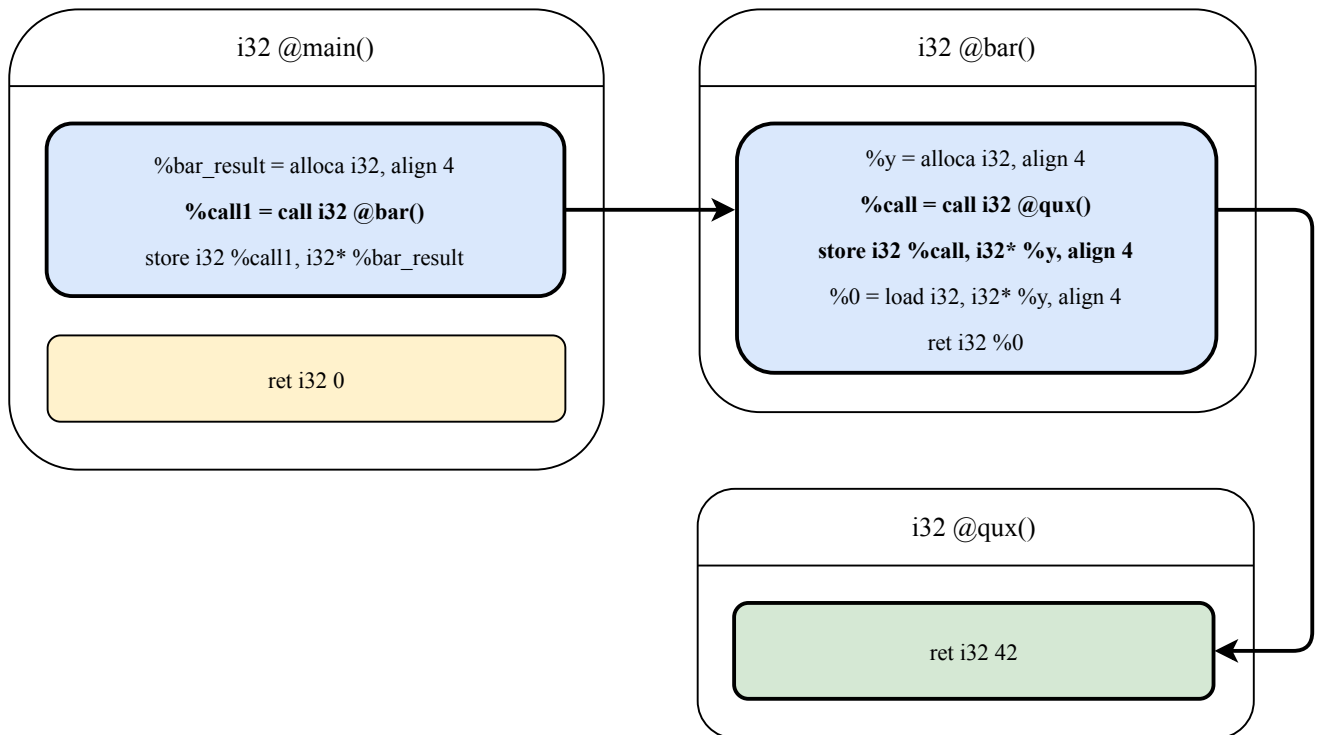 i32 @main()
%bar_result = alloca i32, align 4
%call1 = call i32 @bar()
store i32 %call1, i32* %bar_result
ret i32 0
i32 @bar()
%y = alloca i32, align 4
%call = call i32 @qux()
store i32 %call, i32* %y, align 4
%0 = load i32, i32* %y, align 4
ret i32 %0
i32 @qux()
ret i32 42